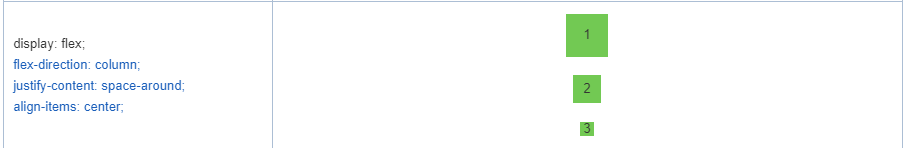 display: flex;
flex-direction: column;
justify-content: space-around;
align-items: center;
1
2
3